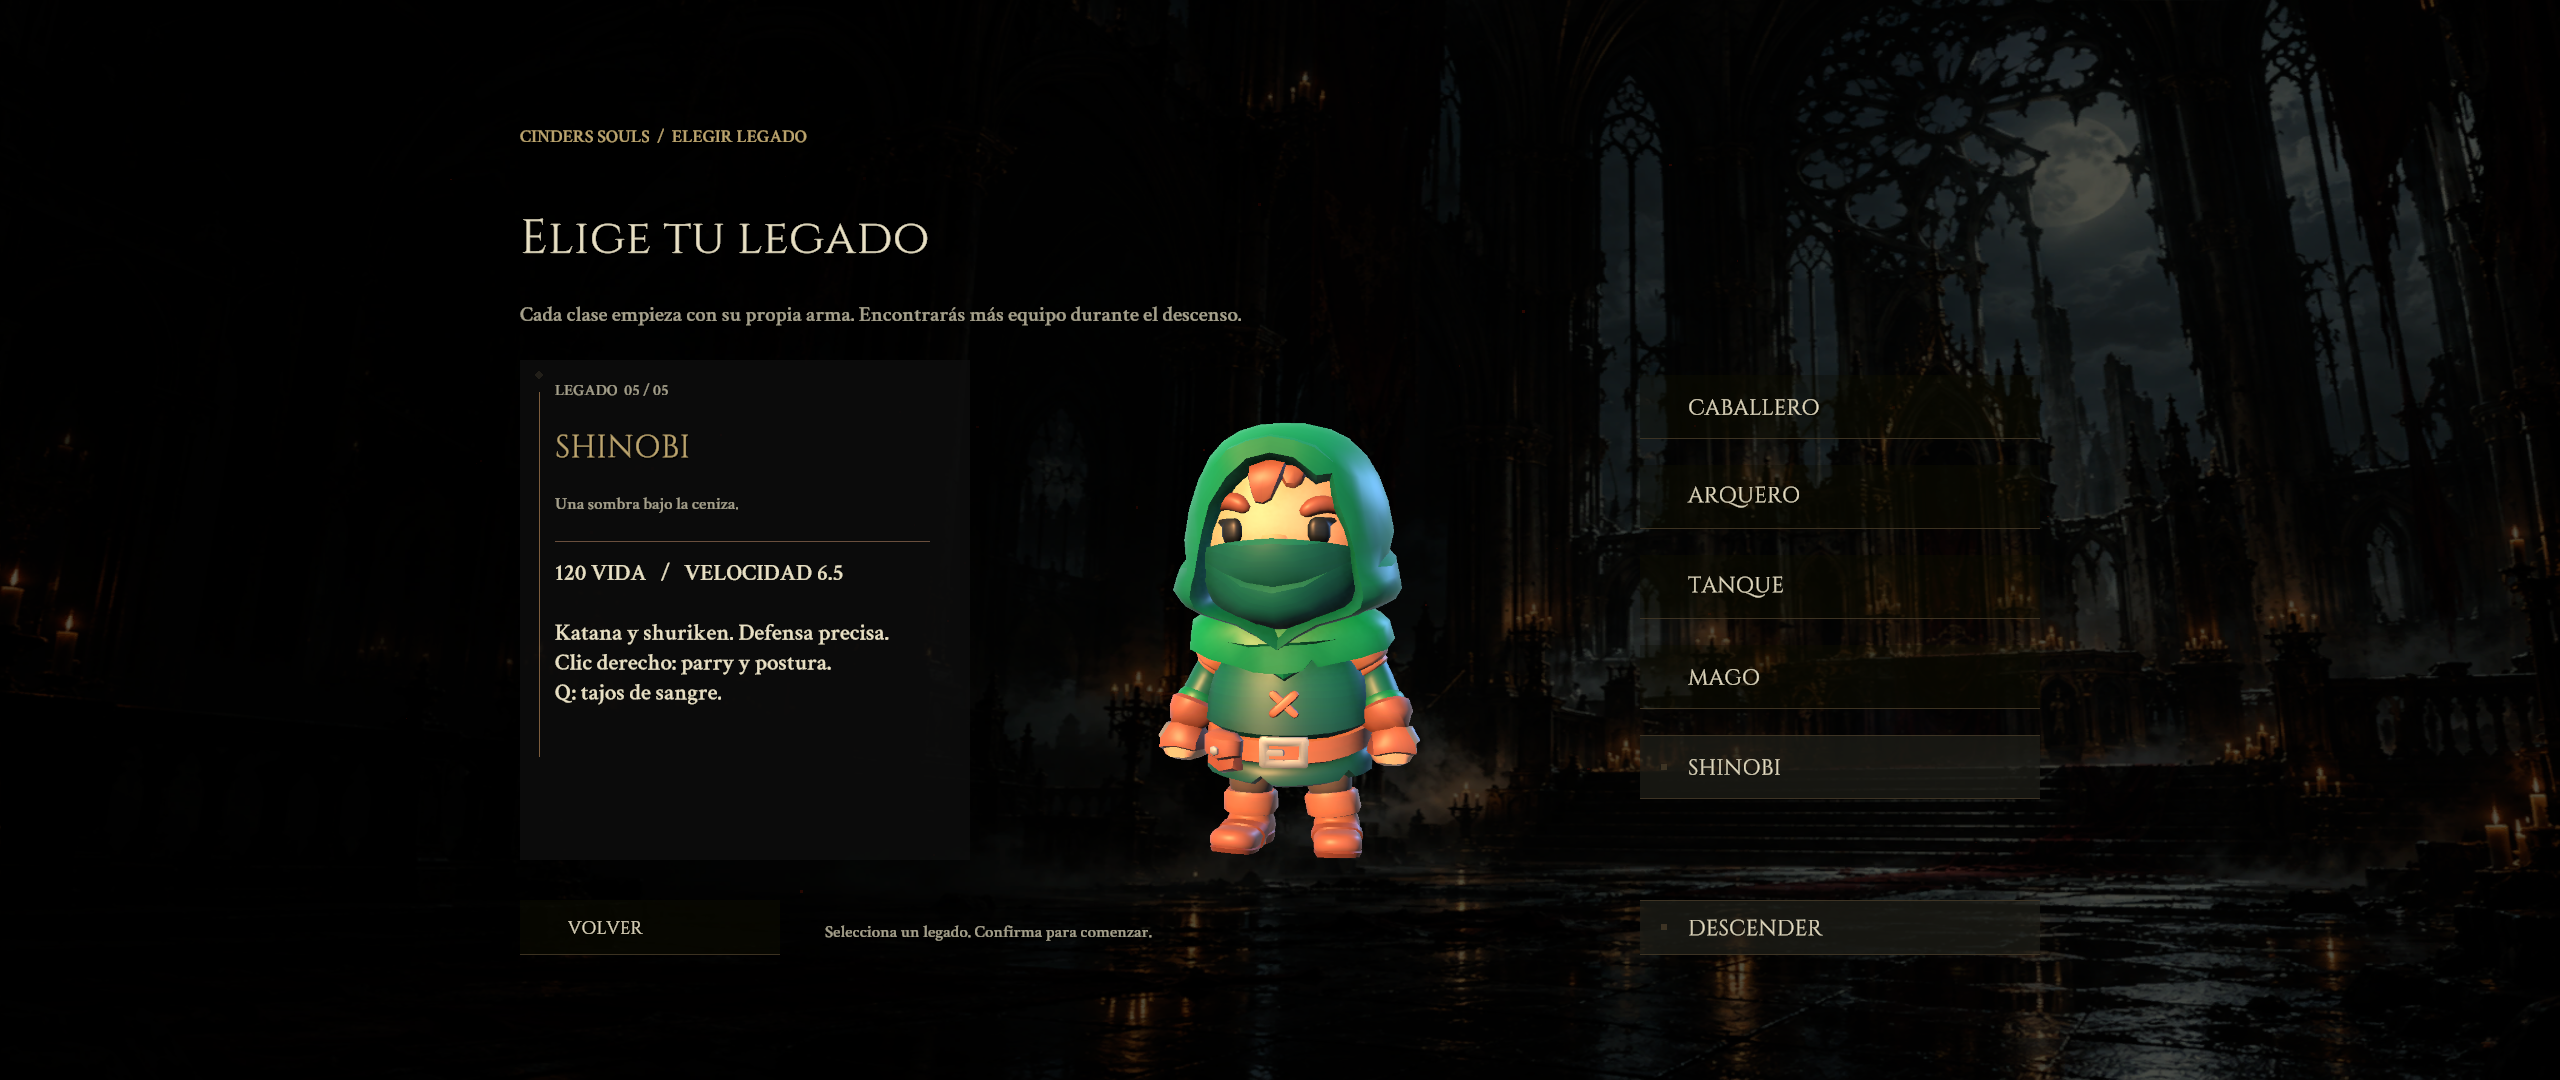 CINDERS SOULS / ELEGIR LEGADO
ELIGE TU LEGADO
Cada clase empieza con su propia arma. Encontrarás más equipo durante el descenso.
LEGADO 05 / 05
SHINOBI
Una sombra bajo la ceniza.
120 VIDA / VELOCIDAD 6.5
Katana y shuriken. Defensa precisa.
Clic derecho: parry y postura.
Q: tajos de sangre.
CABALLERO
ARQUERO
TANQUE
MAGO
SHINOBI
VOLVER
Selecciona un legado. Confirma para comenzar.
DESCENDER